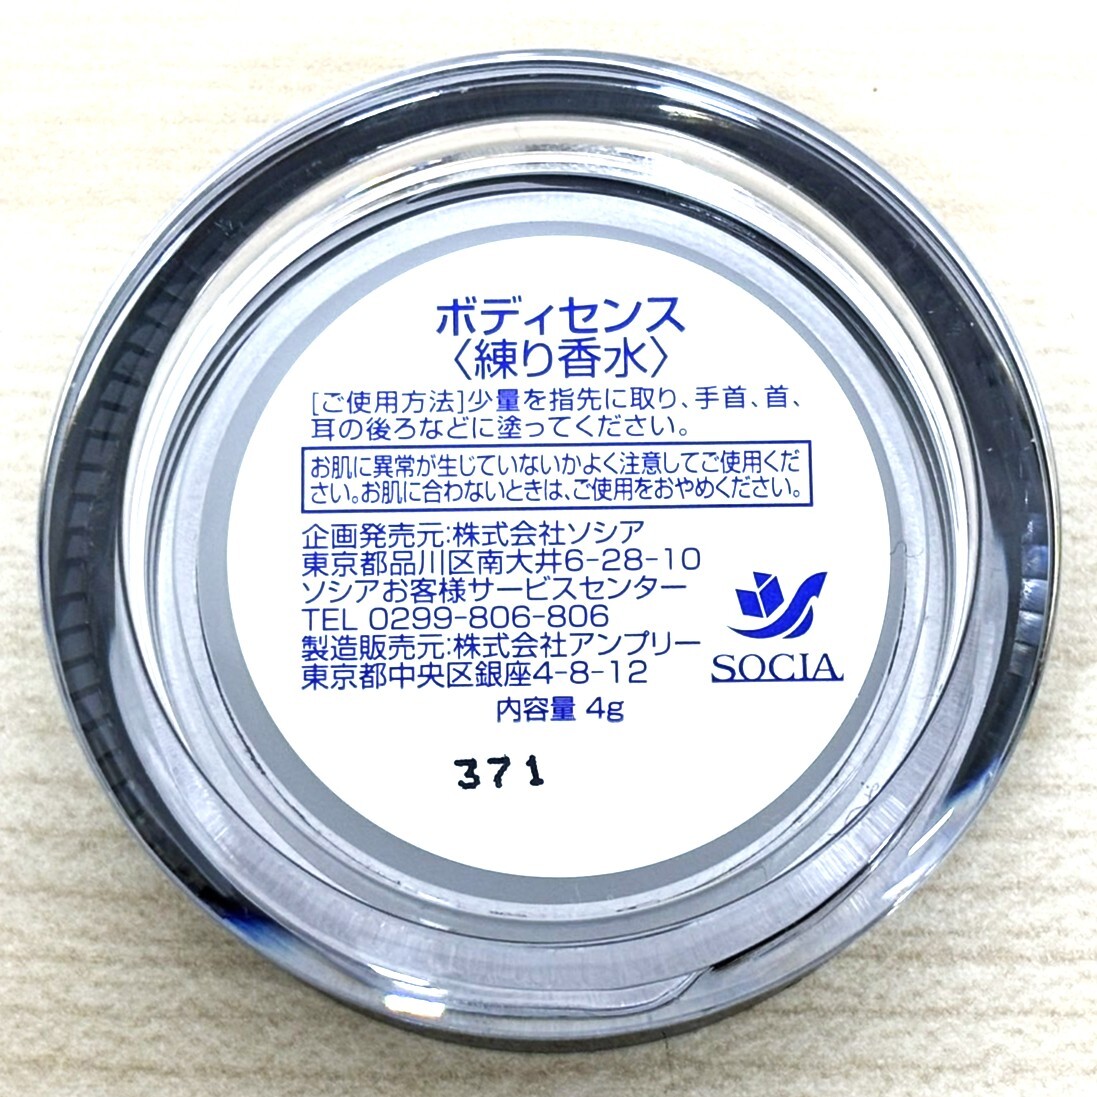 ボディセンス
〈練り香水〉
[ご使用方法]少量を指先に取り、手首、首、
耳の後ろなどに塗ってください。
お肌に異常が生じていないかよく注意してご使用くだ
さい。お肌に合わないときは、ご使用をおやめください。
企画発売元:株式会社ソシア
東京都品川区南大井6-28-10
ソシアお客様サービスセンター
TEL 0299-806-806
製造販売元:株式会社アンプリー
東京都中央区銀座4-8-12
SOCIA
内容量 4g
371